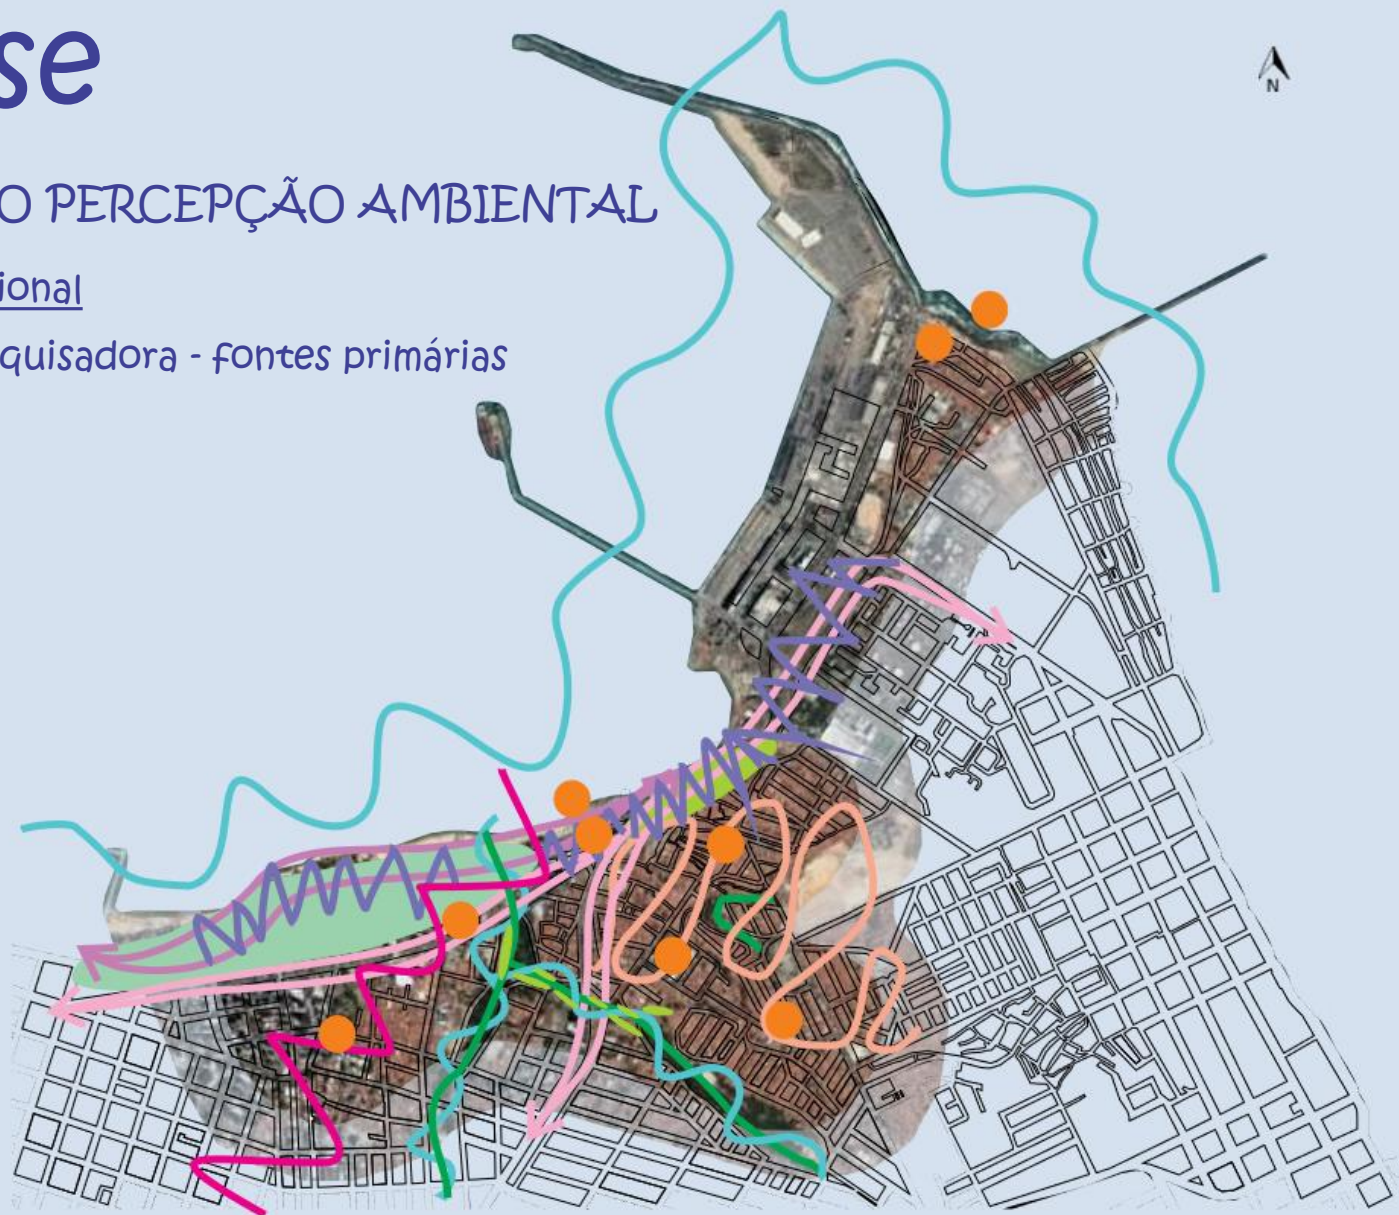 se
O PERCEPÇÃO AMBIENTAL
ional
quisadora - fontes primárias
N